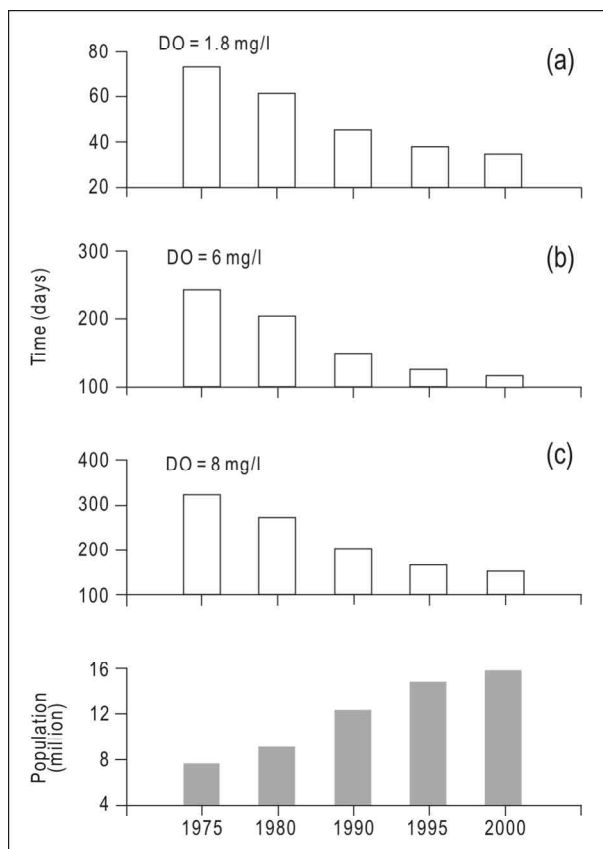 80
DO = 1.8 mg/l
(a)
60
40
20
300
DO = 6 mg/l
(b)
200
100
Time (days)
400
DO = 8 mg/l
(c)
300
200
100
16
12
8
4
Population
(million)
1975 1980 1990 1995 2000